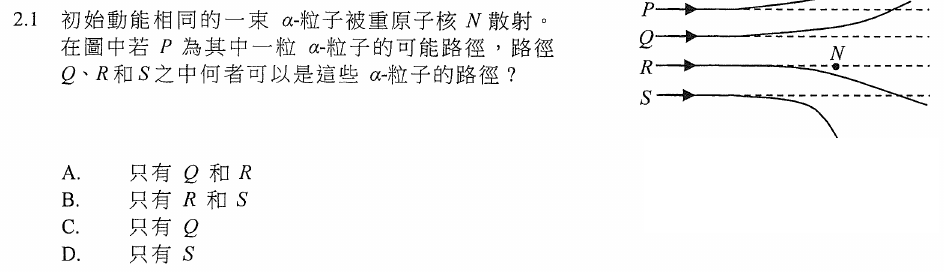 2.1 初始動能相同的一束 α-粒子被重原子核 N 散射。
在圖中若 P 為其中一粒 α-粒子的可能路徑，路徑
Q、R和S之中何者可以是這些 α-粒子的路徑？
P
Q
N
R
S
A. 只有 Q 和 R
B. 只有 R 和 S
C. 只有 Q
D. 只有 S